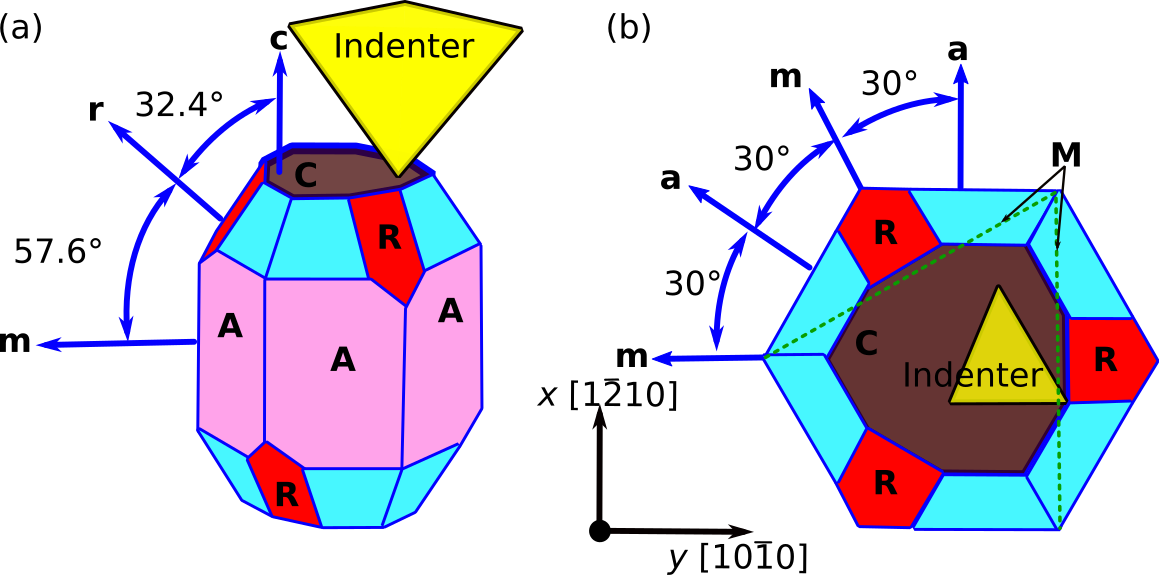 (a)
c
Indenter
32.4°
r
C
57.6°
R
A
A
A
m
R
(b)
a
m
30°
30°
M
a
R
30°
C
R
m
Indenter
x [12̅10]
R
y [101̅0]